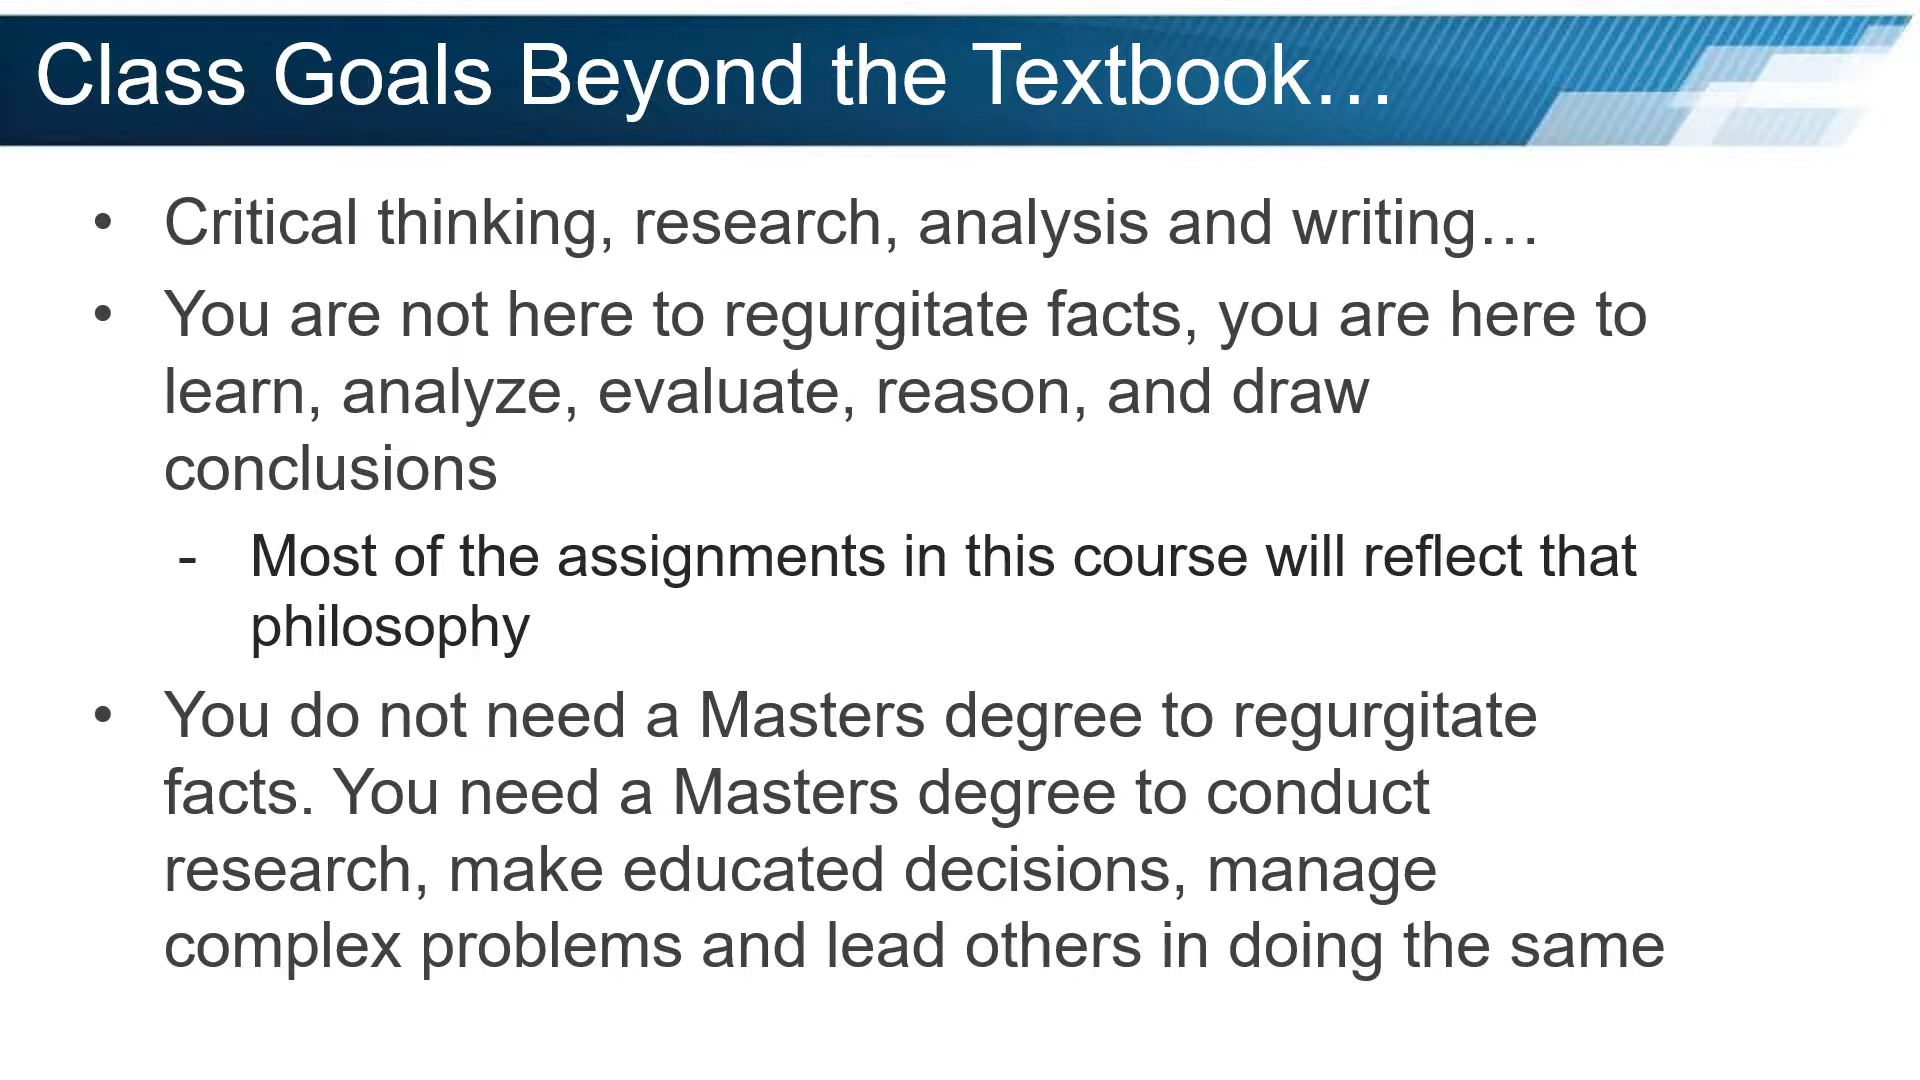 Class Goals Beyond the Textbook…
• Critical thinking, research, analysis and writing…
• You are not here to regurgitate facts, you are here to
learn, analyze, evaluate, reason, and draw
conclusions
- Most of the assignments in this course will reflect that
philosophy
• You do not need a Masters degree to regurgitate
facts. You need a Masters degree to conduct
research, make educated decisions, manage
complex problems and lead others in doing the same